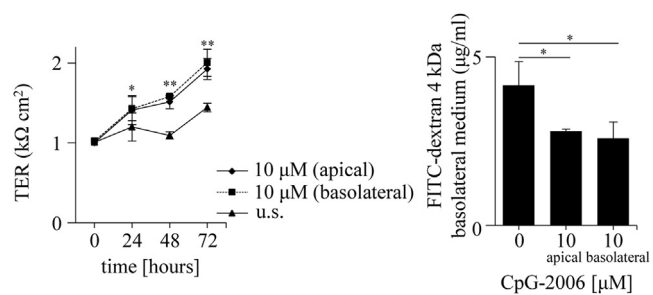 TER (kΩ cm²)
2
1
0
*
**
**
0 24 48 72
time [hours]
10 μM (apical)
10 μM (basolateral)
u.s.
FITC-dextran 4 kDa
basolateral medium (μg/ml)
5
0
*
*
0 10 10
apical basolateral
CpG-2006 [μM]